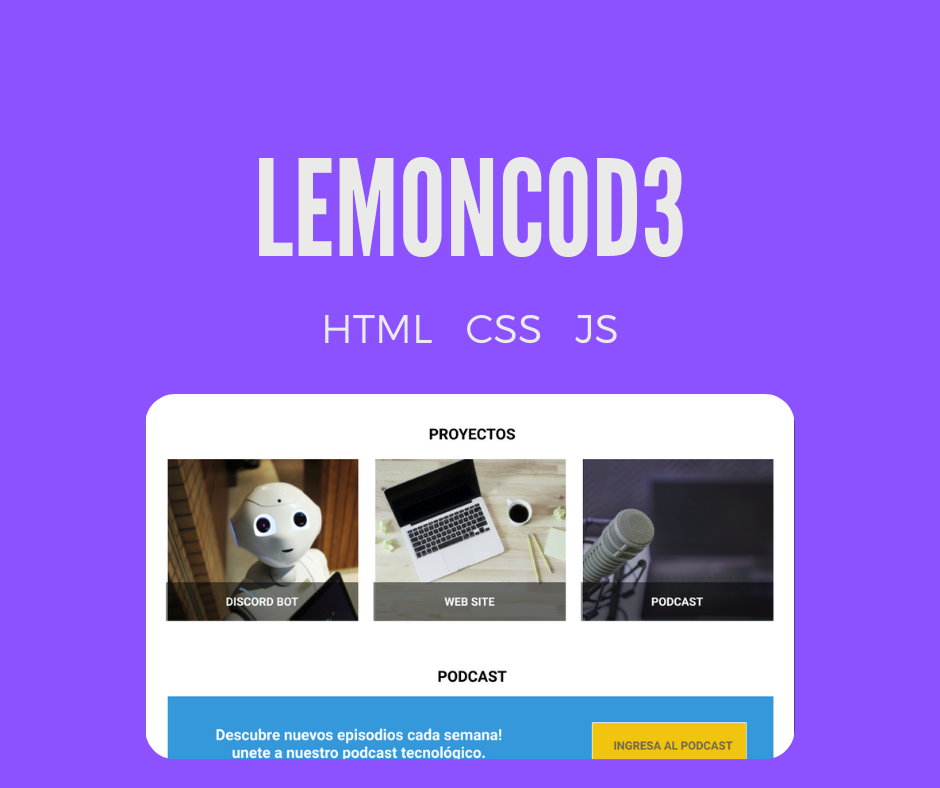 LEMONCOD3
HTML CSS JS
PROYECTOS
DISCORD BOT
WEB SITE
PODCAST
PODCAST
Descubre nuevos episodios cada semana!
unete a nuestro podcast tecnológico.
INGRESA AL PODCAST